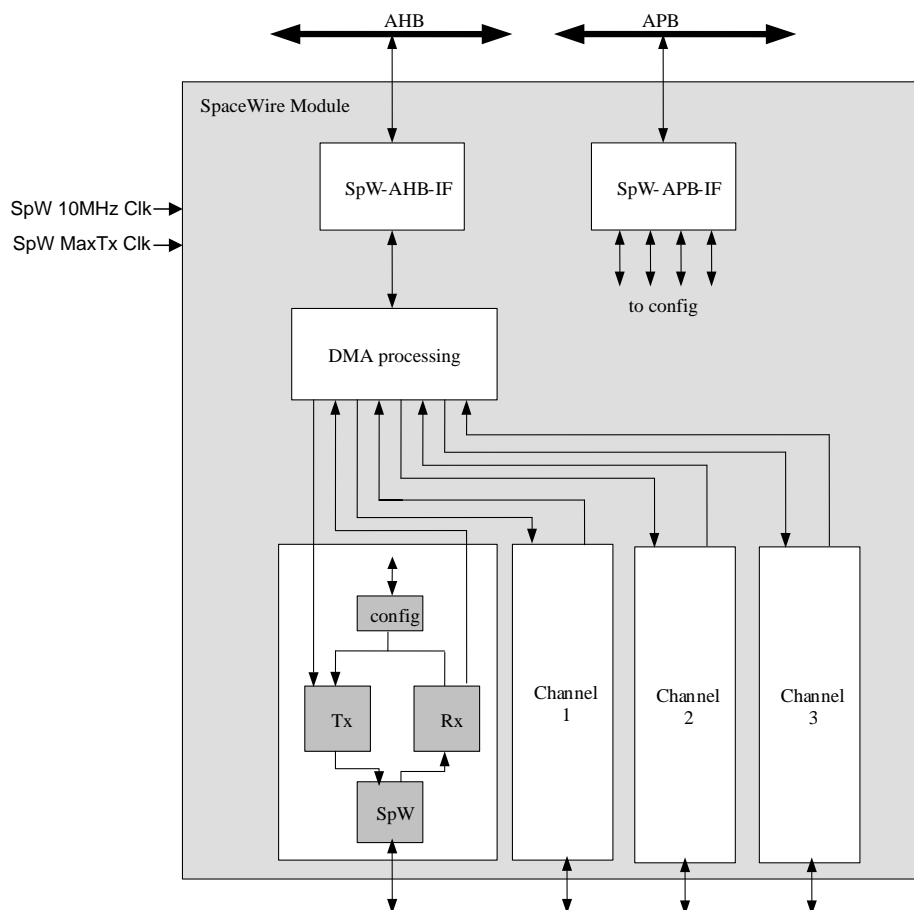 AHB
APB
SpaceWire Module
SpW-AHB-IF
SpW-APB-IF
SpW 10MHz Clk
SpW MaxTx Clk
to config
DMA processing
config
Tx
Rx
SpW
Channel
1
Channel
2
Channel
3